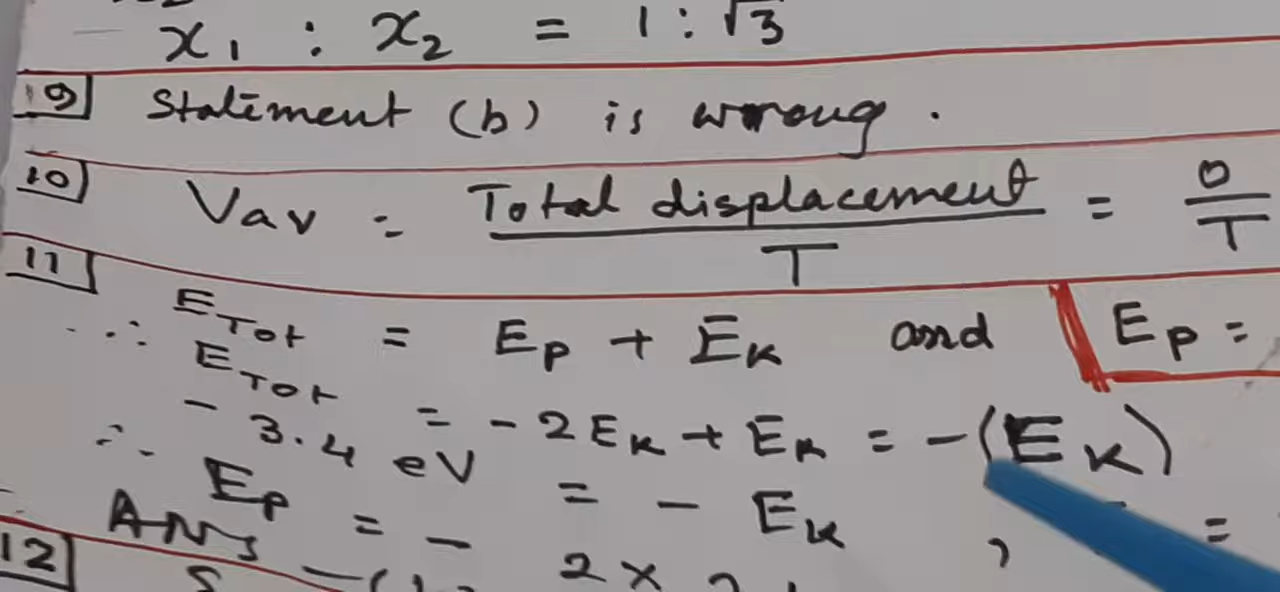 x₁ : x₂ = 1 : √3
9 Statement (b) is wroug .
10 Vav = Total displacement / T = 0 / T
11 ETot = Ep + EK and Ep =
∴ ETot = -2EK + EK = -(EK)
- 3.4 eV = - EK ,
∴ Ep = - 2 ×
ANS
12